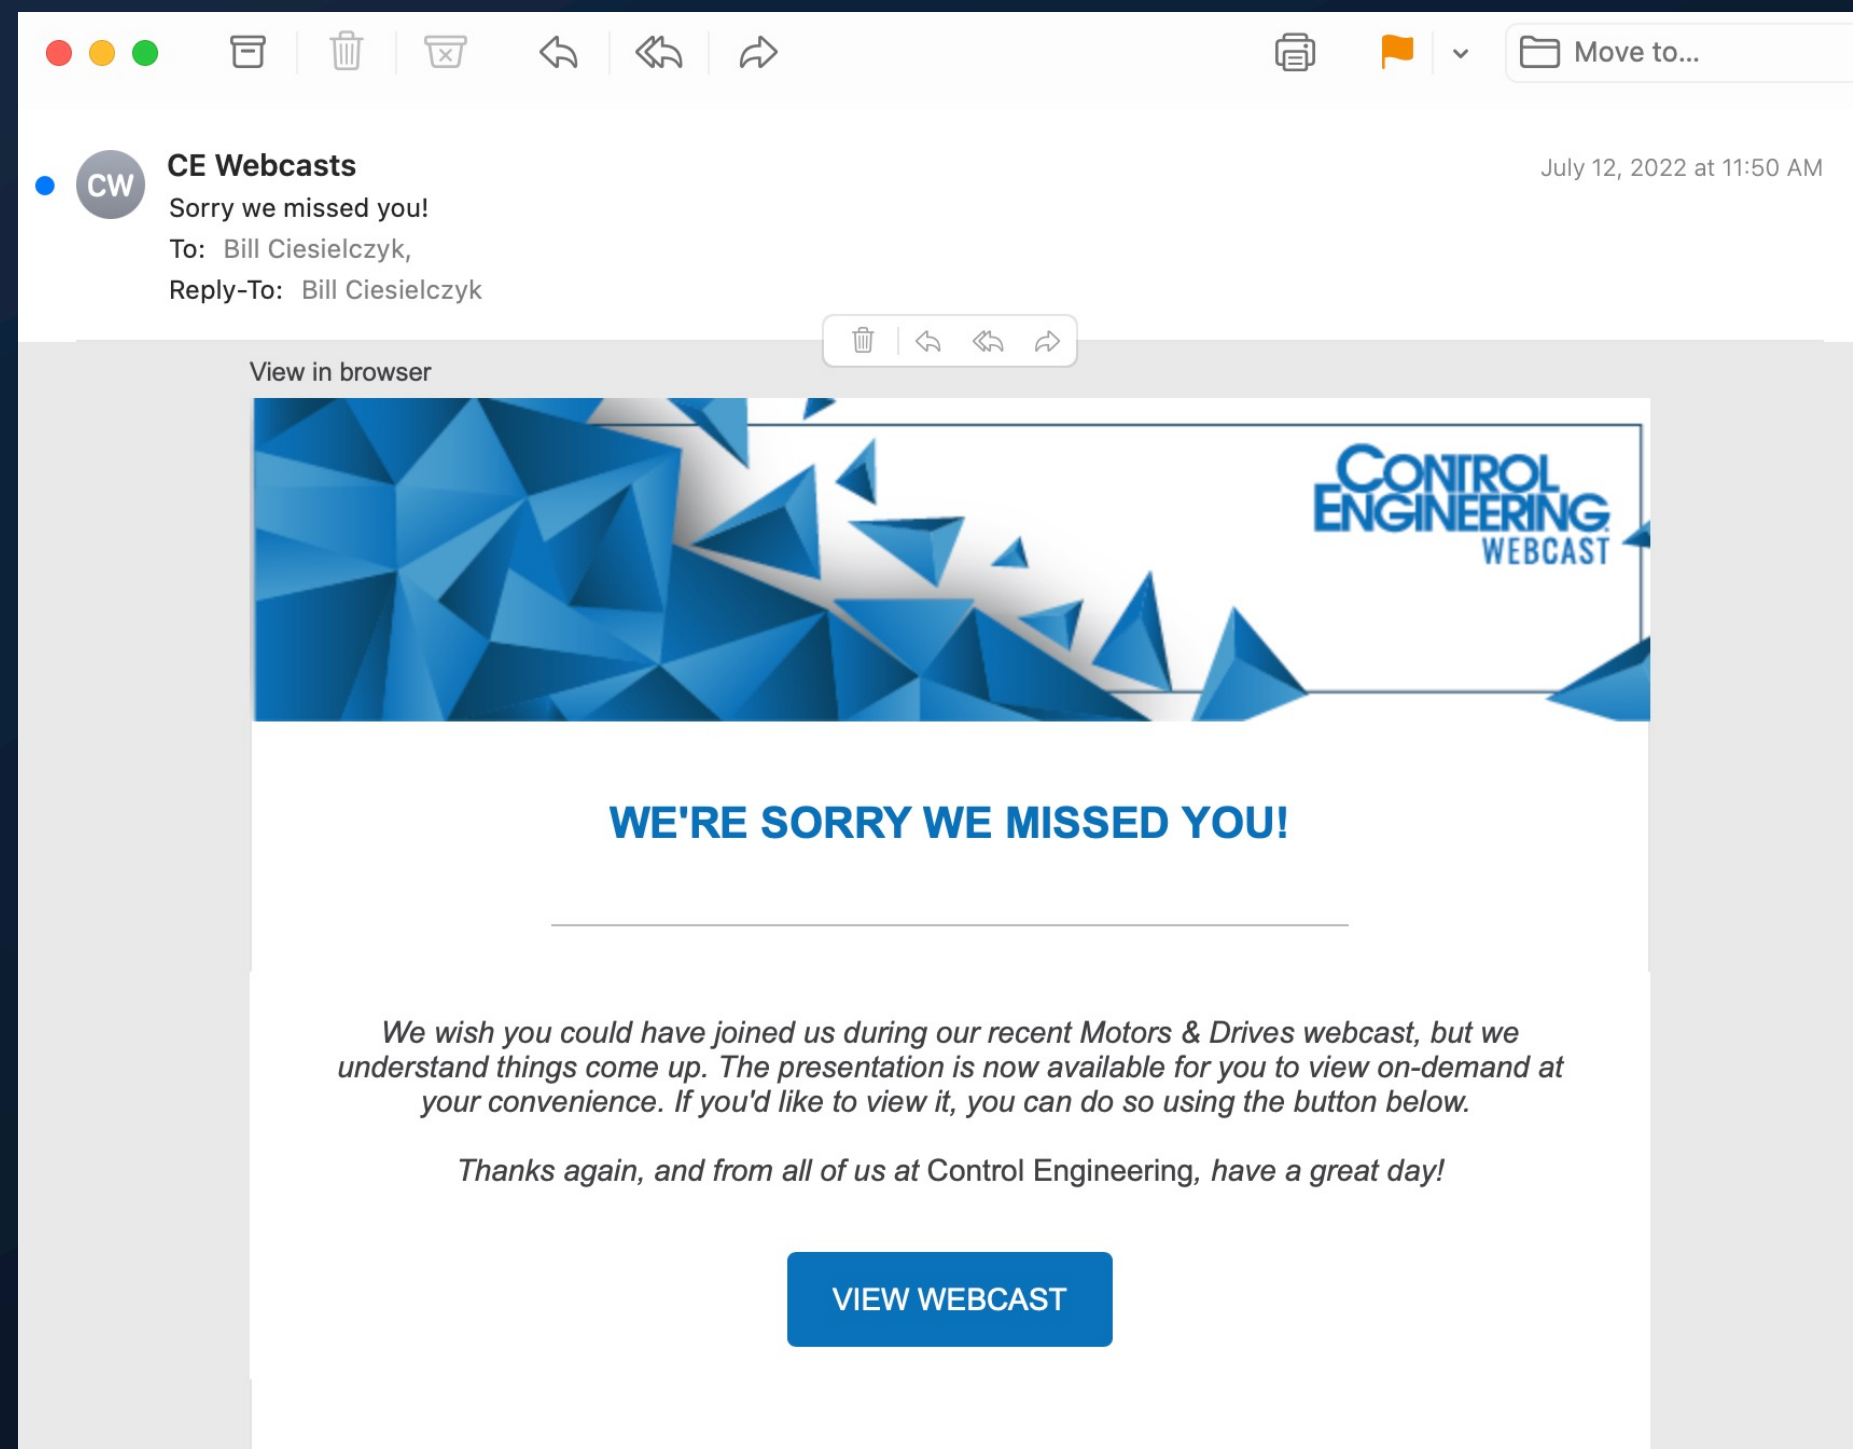 Move to...
CE Webcasts
July 12, 2022 at 11:50 AM
CW
Sorry we missed you!
To: Bill Ciesielczyk,
Reply-To: Bill Ciesielczyk
View in browser
CONTROL
ENGINEERING
WEBCAST
WE'RE SORRY WE MISSED YOU!
We wish you could have joined us during our recent Motors & Drives webcast, but we
understand things come up. The presentation is now available for you to view on-demand at
your convenience. If you'd like to view it, you can do so using the button below.
Thanks again, and from all of us at Control Engineering, have a great day!
VIEW WEBCAST